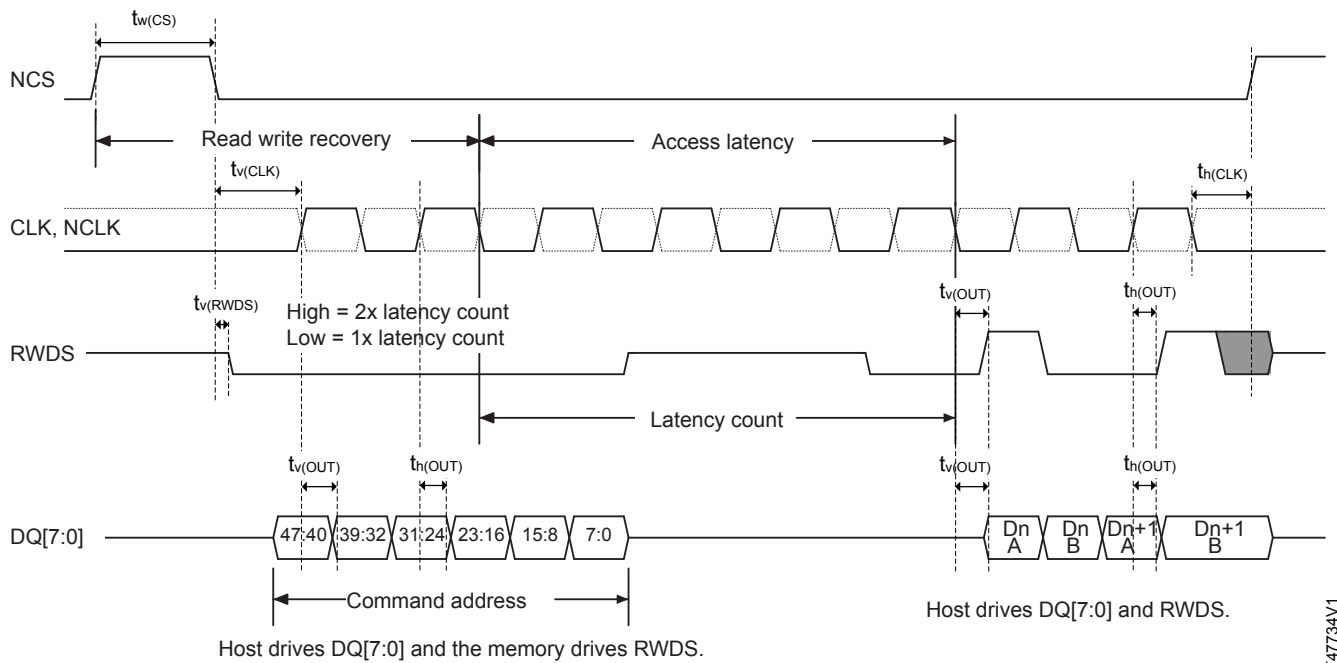 tw(CS)
NCS
Read write recovery
Access latency
tv(CLK)
th(CLK)
CLK, NCLK
tv(RWDS)
High = 2x latency count
Low = 1x latency count
tv(OUT)
th(OUT)
RWDS
Latency count
tv(OUT)
th(OUT)
tv(OUT)
th(OUT)
DQ[7:0]
47:40
39:32
31:24
23:16
15:8
7:0
Dn
A
Dn
B
Dn+1
A
Dn+1
B
Command address
Host drives DQ[7:0] and RWDS.
Host drives DQ[7:0] and the memory drives RWDS.